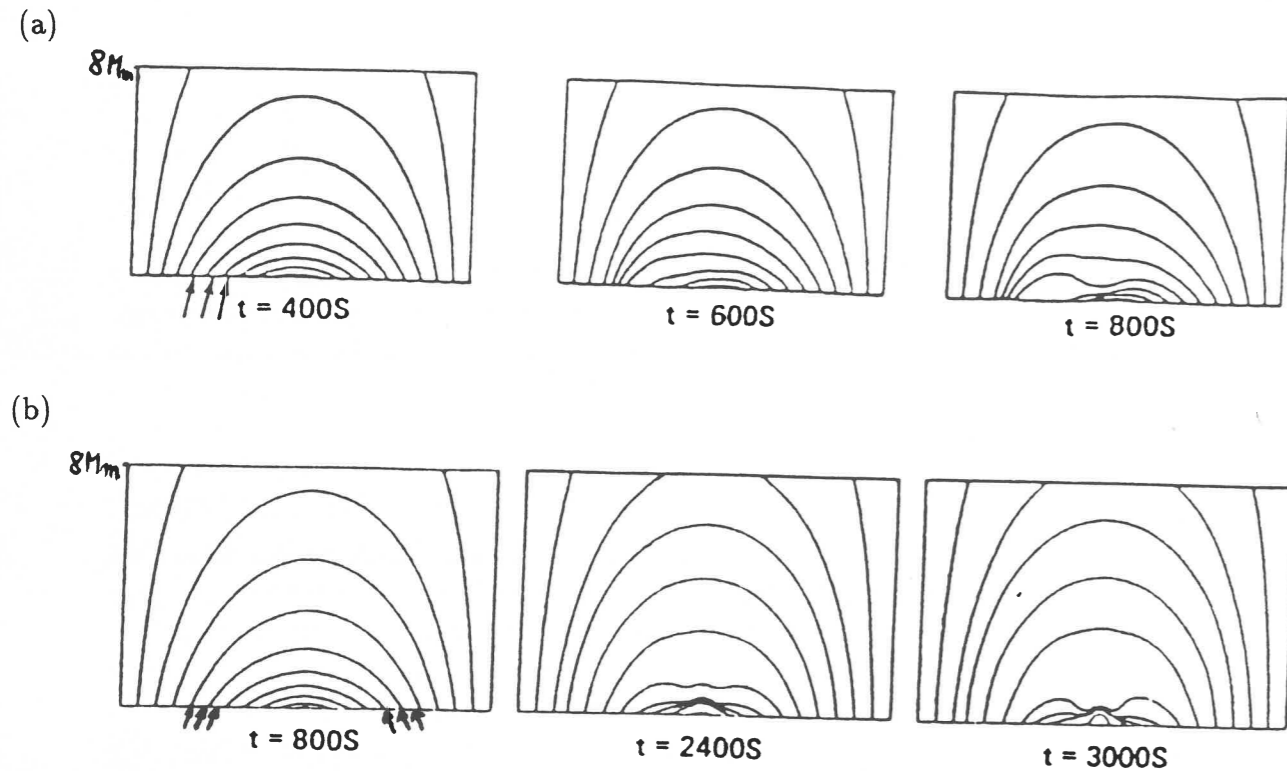 (a)
8Mm
t = 400S
t = 600S
t = 800S
(b)
8Mm
t = 800S
t = 2400S
t = 3000S